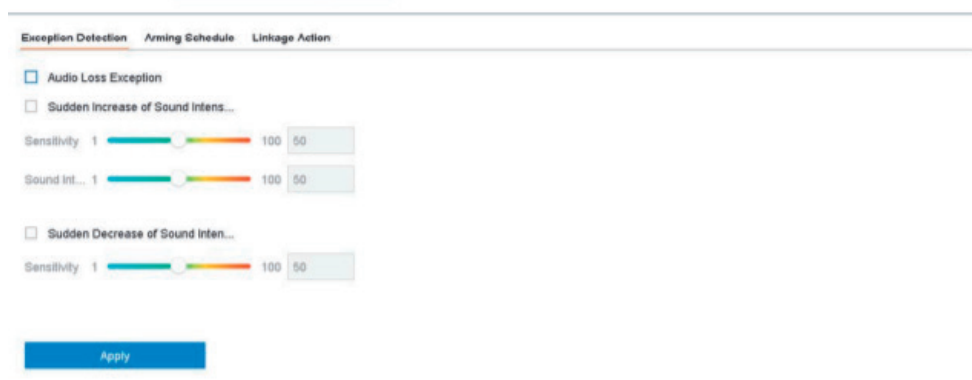 Exception Detection Arming Schedule Linkage Action
Audio Loss Exception
Sudden Increase of Sound Intens...
Sensitivity 1 100 50
Sound Int... 1 100 50
Sudden Decrease of Sound Inten...
Sensitivity 1 100 50
Apply